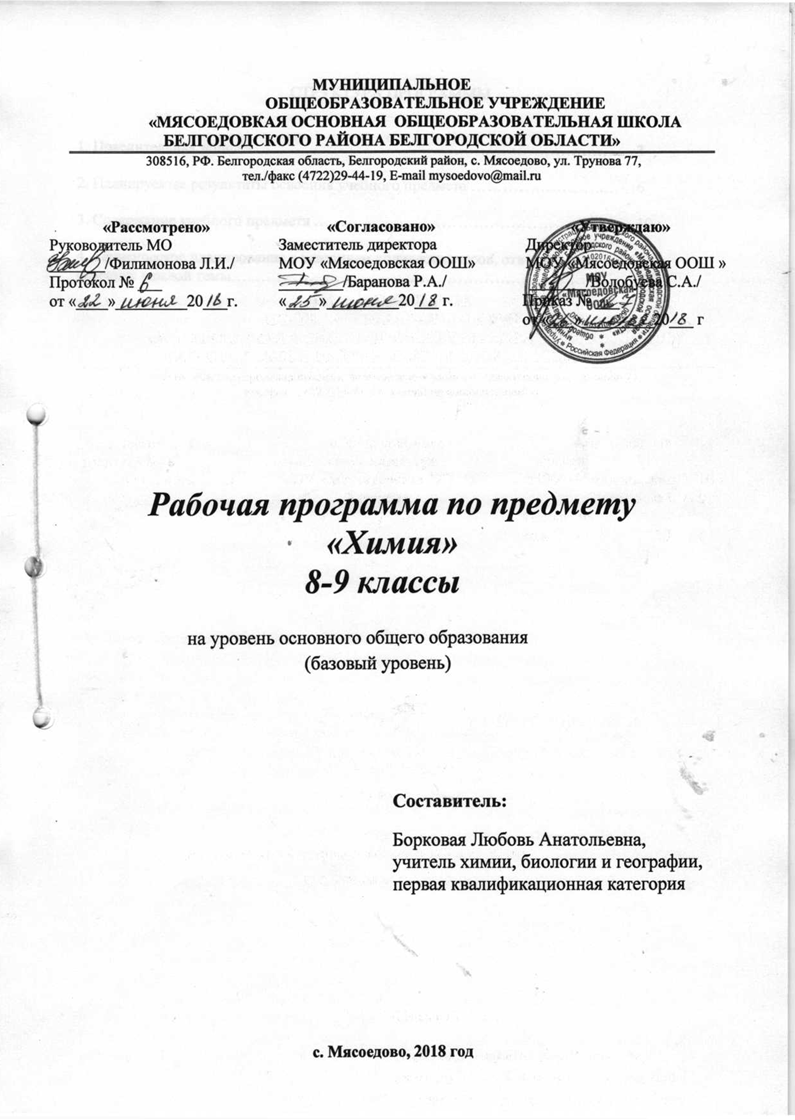 МУНИЦИПАЛЬНОЕ
ОБЩЕОБРАЗОВАТЕЛЬНОЕ УЧРЕЖДЕНИЕ
«МЯСОЕДОВКАЯ ОСНОВНАЯ ОБЩЕОБРАЗОВАТЕЛЬНАЯ ШКОЛА
БЕЛГОРОДСКОГО РАЙОНА БЕЛГОРОДСКОЙ ОБЛАСТИ»
308516, РФ. Белгородская область, Белгородский район, с. Мясоедово, ул. Трунова 77,
тел./факс (4722)29-44-19, E-mail mysoedovo@mail.ru
«Рассмотрено»
Руководитель МО
/Филимонова Л.И./
Протокол № 6
от «22» июня 2018 г.
«Согласовано»
Заместитель директора
МОУ «Мясоедовская ООШ»
/Баранова Р.А./
«25» июня 2018 г.
«Утверждаю»
Директор
МОУ «Мясоедовская ООШ »
/Волобуева С.А./
Приказ №
от 2018 г
Рабочая программа по предмету
«Химия»
8-9 классы
на уровень основного общего образования
(базовый уровень)
Составитель:
Борковая Любовь Анатольевна,
учитель химии, биологии и географии,
первая квалификационная категория
с. Мясоедово, 2018 год